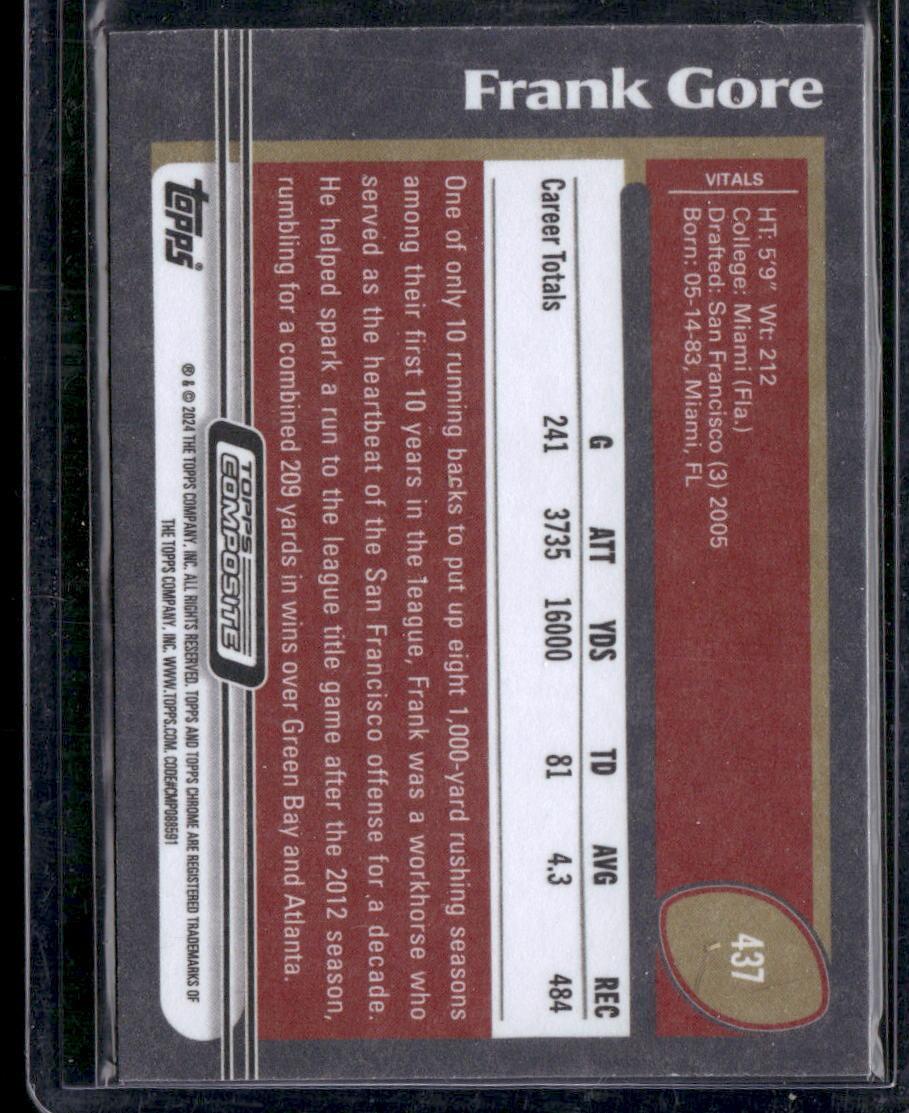 Frank Gore
VITALS
HT: 5'9" Wt: 212
College: Miami (Fla.)
Drafted: San Francisco (3) 2005
Born: 05-14-83, Miami, FL
437
G ATT YDS TD AVG REC
Career Totals 241 3735 16000 81 4.3 484
One of only 10 running backs to put up eight 1,000-yard rushing seasons
among their first 10 years in the league, Frank was a workhorse who
served as the heartbeat of the San Francisco offense for a decade.
He helped spark a run to the league title game after the 2012 season,
rumbling for a combined 209 yards in wins over Green Bay and Atlanta.
TOPPS
COMPOSITE
topps®
® & © 2024 THE TOPPS COMPANY, INC. ALL RIGHTS RESERVED. TOPPS AND TOPPS CHROME ARE REGISTERED TRADEMARKS OF
THE TOPPS COMPANY, INC. WWW.TOPPS.COM. CODE#CMP088591